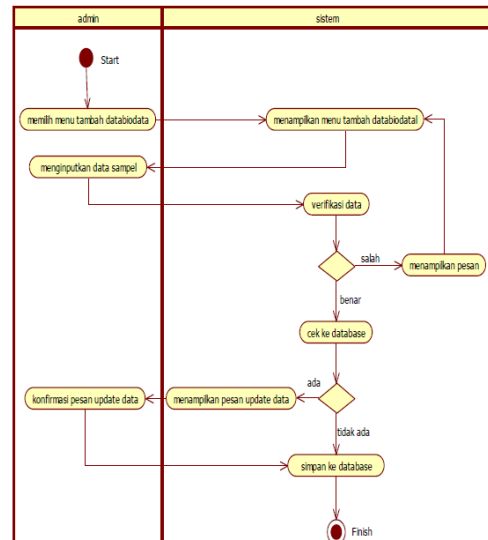 admin
sistem
Start
memilih menu tambah databiodata
menampilkan menu tambah databiodatal
menginputkan data sampel
verifikasi data
salah
menampilkan pesan
benar
cek ke database
ada
konfirmasi pesan update data
menampilkan pesan update data
tidak ada
simpan ke database
Finish